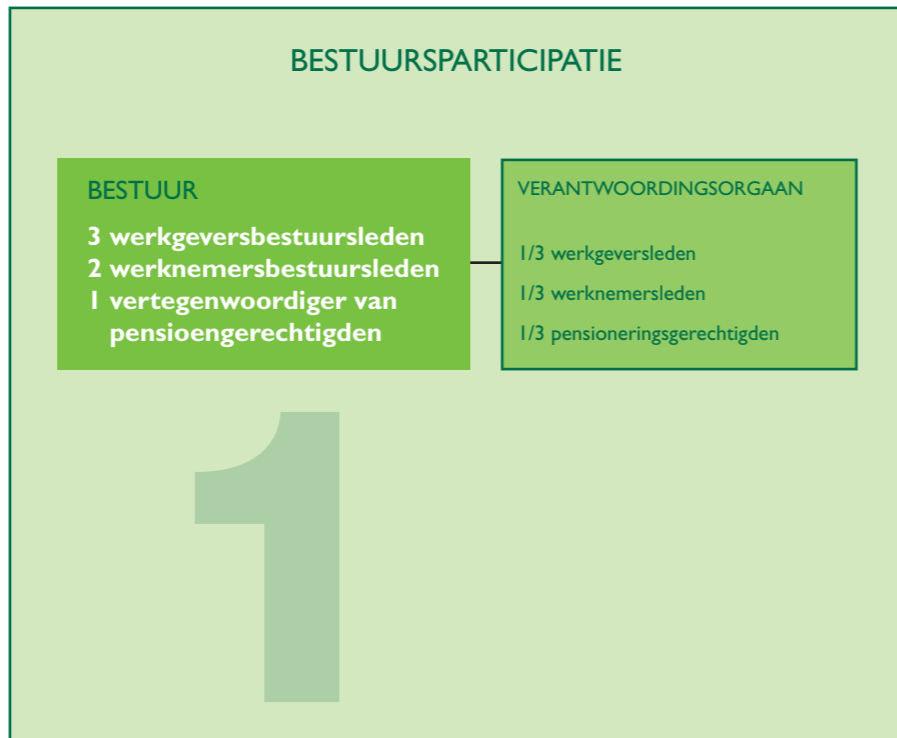 BESTUURSPARTICIPATIE
BESTUUR
3 werkgeversbestuursleden
2 werknemersbestuursleden
1 vertegenwoordiger van
pensioengerechtigden
VERANTWOORDINGSORGAAN
1/3 werkgeversleden
1/3 werknemersleden
1/3 pensioneringsgerechtigden
1